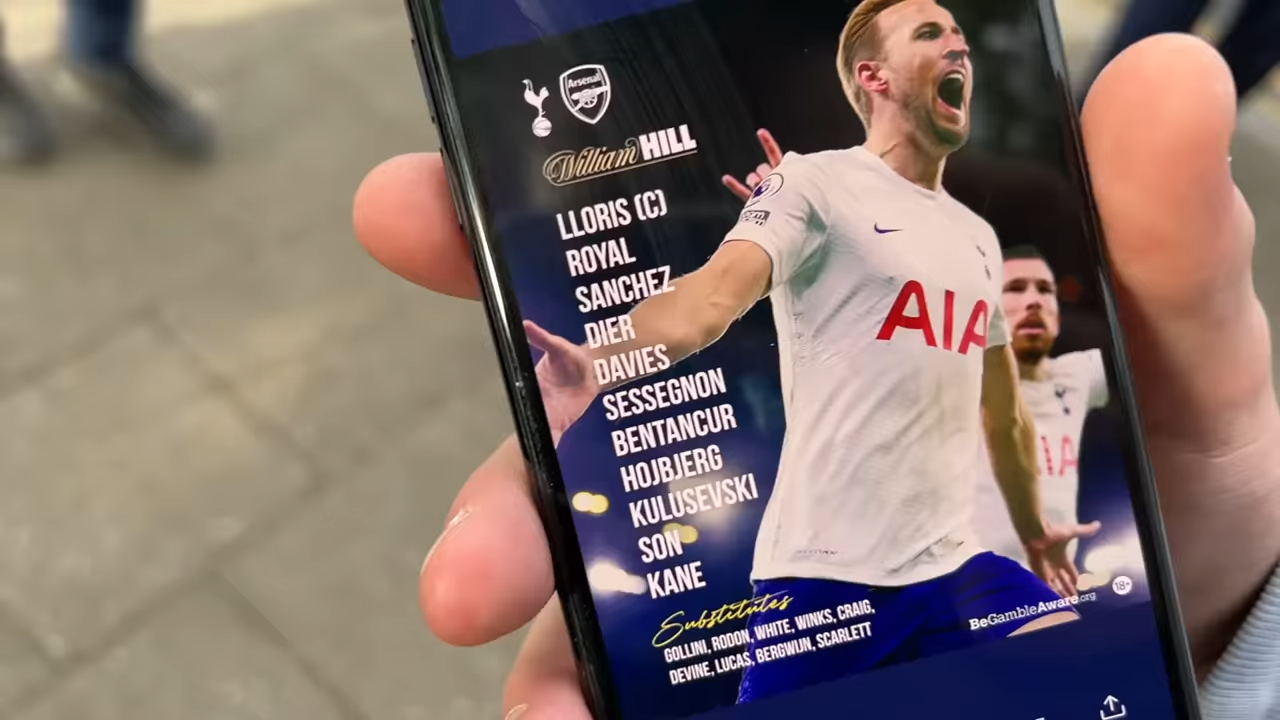 Arsenal
William HILL
LLORIS (C)
ROYAL
SANCHEZ
DIER
DAVIES
SESSEGNON
BENTANCUR
HOJBJERG
KULUSEVSKI
SON
KANE
Substitutes
GOLLINI, RODON, WHITE, WINKS, CRAIG,
DEVINE, LUCAS, BERGWIJN, SCARLETT
AIA
IA
BeGambleAware.org
18+